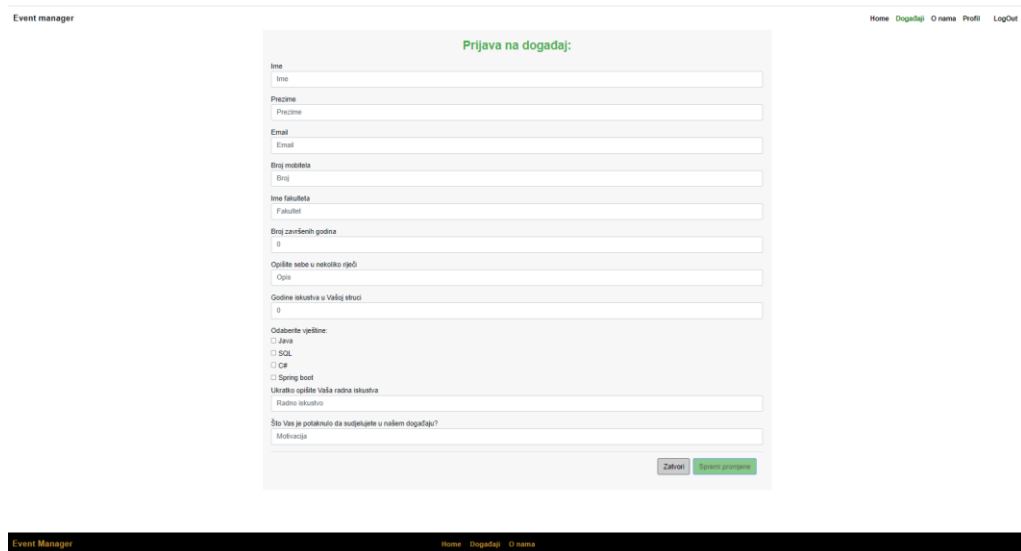 Event manager
Home Događaji O nama Profil LogOut
Prijava na događaj:
Ime
Ime
Prezime
Prezime
Email
Email
Broj mobitela
Broj
Ime fakulteta
Fakultet
Broj završenih godina
0
Opišite sebe u nekoliko riječi
Opis
Godine iskustva u Vašoj struci
0
Odaberite vještine:
Java
SQL
C#
Spring boot
Ukratko opišite Vaša radna iskustva
Radno iskustvo
Što Vas je potaknulo da sudjelujete u našem događaju?
Motivacija
Zatvori Spremi promjene
Event Manager Home Događaji O nama